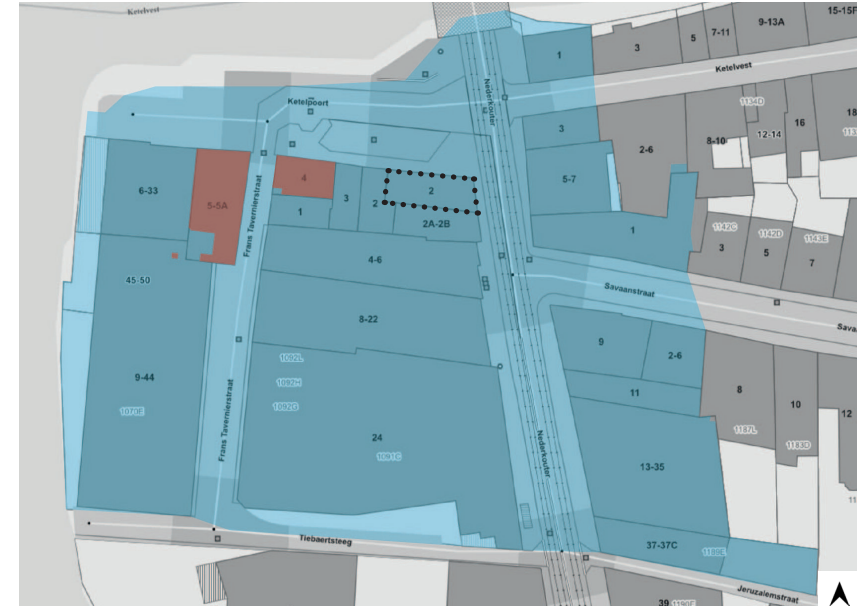 Ketelvest
15-15F
9-13A
7-11
5
3
1
Ketelvest
Nederkouter
Ketelpoort
1134D
18
16
12-14
8-10
2-6
3
5-7
6-33
5-5A
4
1
3
2
2
2A-2B
Frans Tavernierstraat
1
1142C
3
1142D
5
1143E
7
4-6
45-50
Savaanstraat
8-22
9
2-6
11
9-44
1079E
1092L
1092H
1092G
24
1091C
Frans Tavernierstraat
Nederkouter
8
1187L
10
1183D
12
13-35
37-37C
1188E
Tiebaertsteeg
39
1190F
Jeruzalemstraat